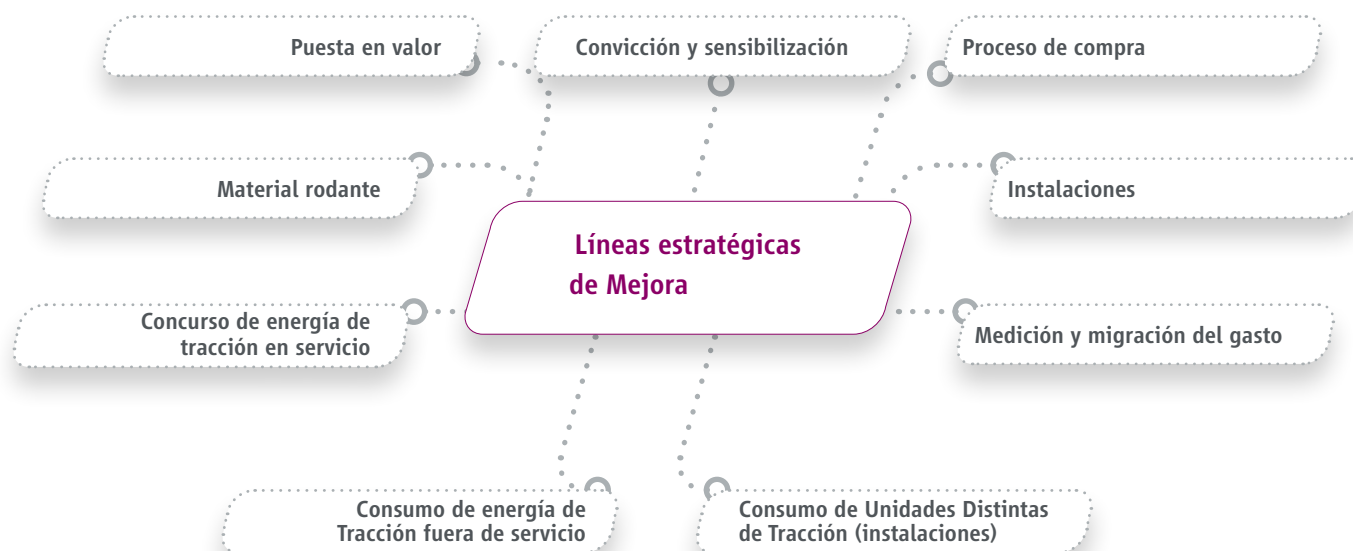 Puesta en valor
Convicción y sensibilización
Proceso de compra
Material rodante
Instalaciones
Líneas estratégicas
de Mejora
Concurso de energía de
tracción en servicio
Medición y migración del gasto
Consumo de energía de
Tracción fuera de servicio
Consumo de Unidades Distintas
de Tracción (instalaciones)